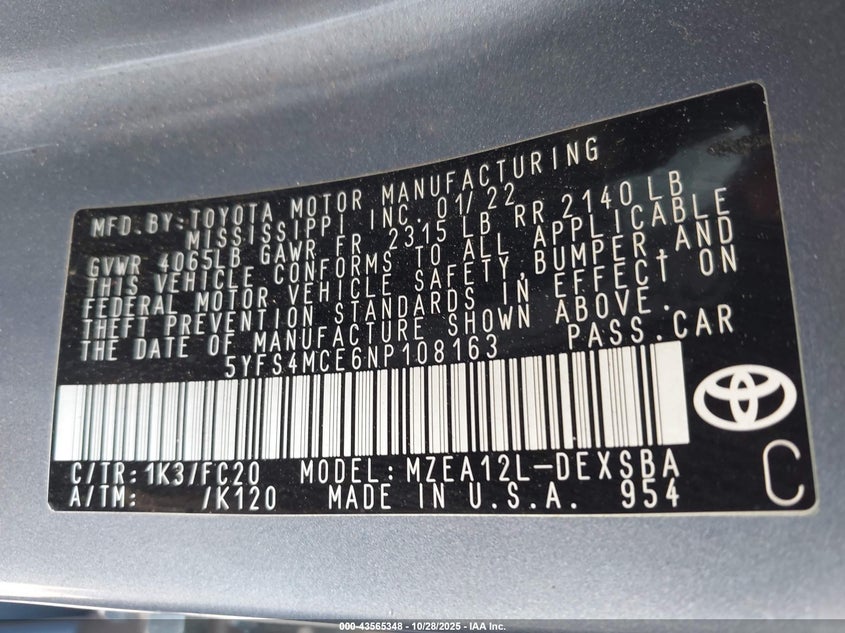 MFD.BY:TOYOTA MOTOR MANUFACTURING
MISSISSIPPI INC. 01/22
GVWR 4065LB GAWR FR 2315 LB RR 2140LB
THIS VEHICLE CONFORMS TO ALL APPLICABLE
FEDERAL MOTOR VEHICLE SAFETY,BUMPER,AND
THEFT PREVENTION STANDARDS IN EFFECT ON
THE DATE OF MANUFACTURE SHOWN ABOVE.
5YFS4MCE6NP108163 PASS.CAR
C/TR:1K3/FC20 MODEL:MZEA12L-DEXSBA
A/TM: /K120 MADE IN U.S.A. 954
C
000-43565348 | 10/28/2025 - IAA Inc.